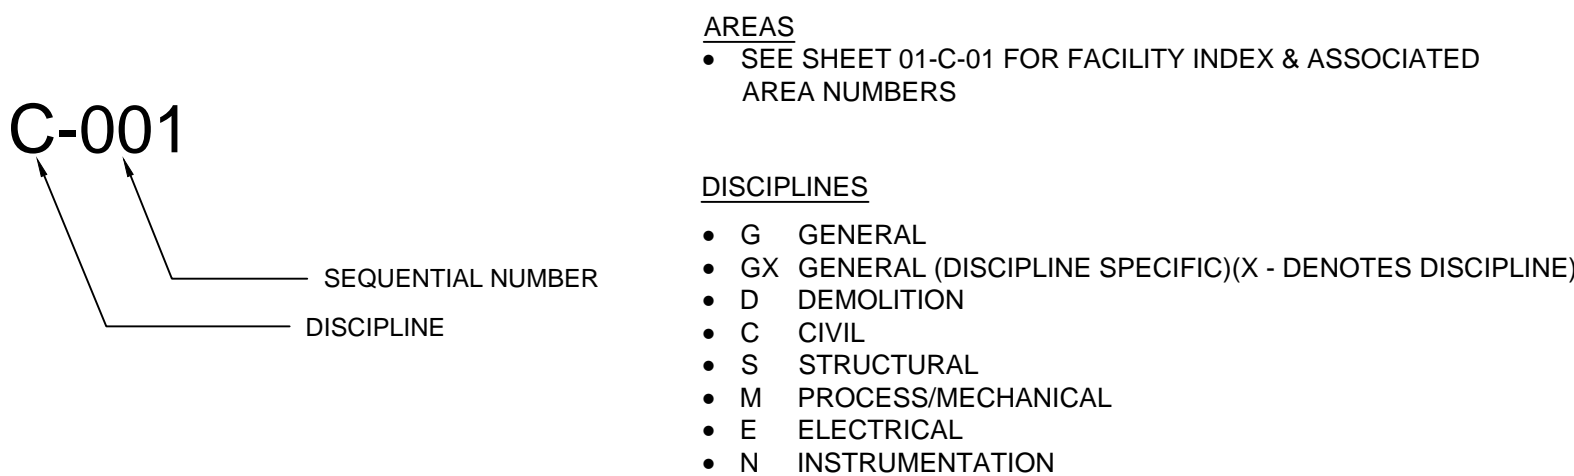 C-001
SEQUENTIAL NUMBER
DISCIPLINE
AREAS
• SEE SHEET 01-C-01 FOR FACILITY INDEX & ASSOCIATED
AREA NUMBERS
DISCIPLINES
• G GENERAL
• GX GENERAL (DISCIPLINE SPECIFIC)(X - DENOTES DISCIPLINE)
• D DEMOLITION
• C CIVIL
• S STRUCTURAL
• M PROCESS/MECHANICAL
• E ELECTRICAL
• N INSTRUMENTATION